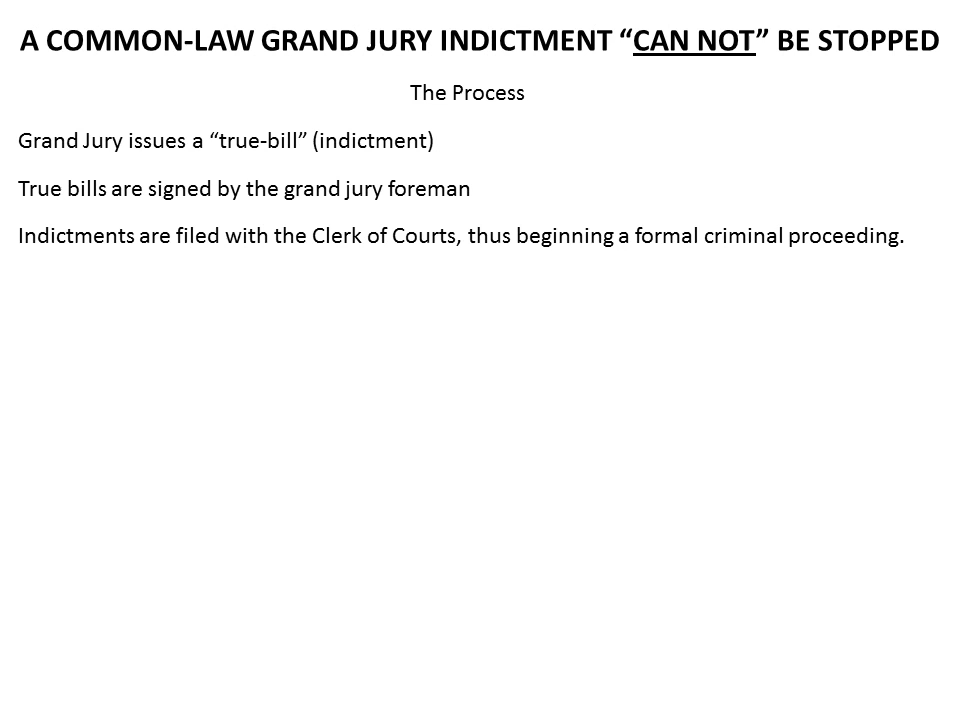 A COMMON-LAW GRAND JURY INDICTMENT “CAN NOT” BE STOPPED
The Process
Grand Jury issues a “true-bill” (indictment)
True bills are signed by the grand jury foreman
Indictments are filed with the Clerk of Courts, thus beginning a formal criminal proceeding.